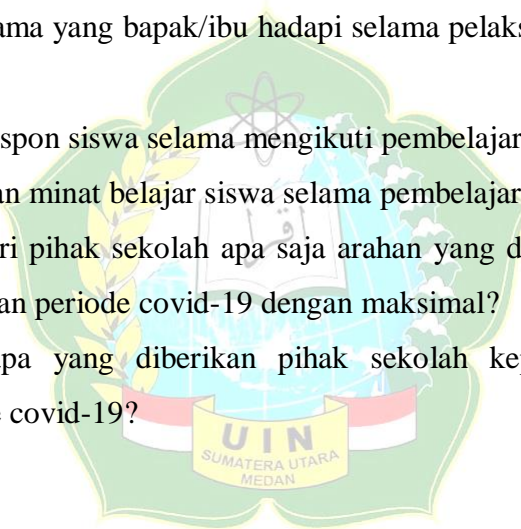 ama yang bapak/ibu hadapi selama pelaks
spon siswa selama mengikuti pembelajar
an minat belajar siswa selama pembelajar
ri pihak sekolah apa saja arahan yang d
an periode covid-19 dengan maksimal?
pa yang diberikan pihak sekolah kep
covid-19?
UIN
SUMATERA UTARA
MEDAN